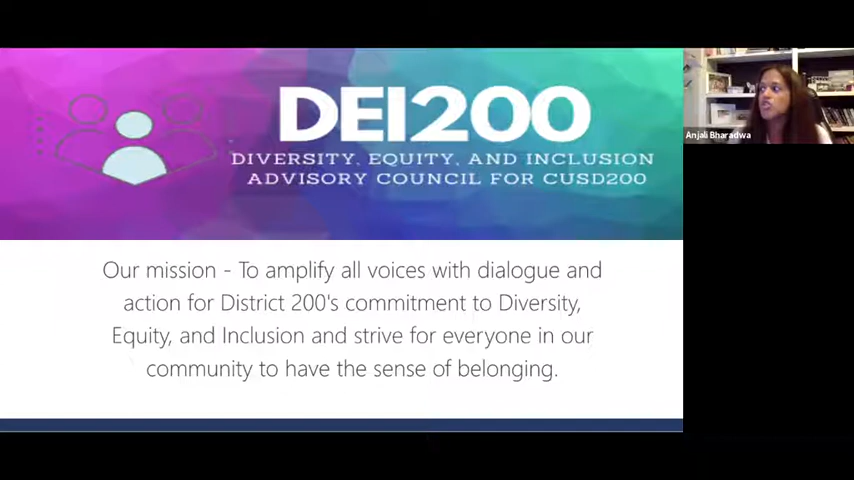 DEI200
DIVERSITY, EQUITY, AND INCLUSION
ADVISORY COUNCIL FOR CUSD200
Our mission - To amplify all voices with dialogue and
action for District 200's commitment to Diversity,
Equity, and Inclusion and strive for everyone in our
community to have the sense of belonging.
Anjali Bharadwa